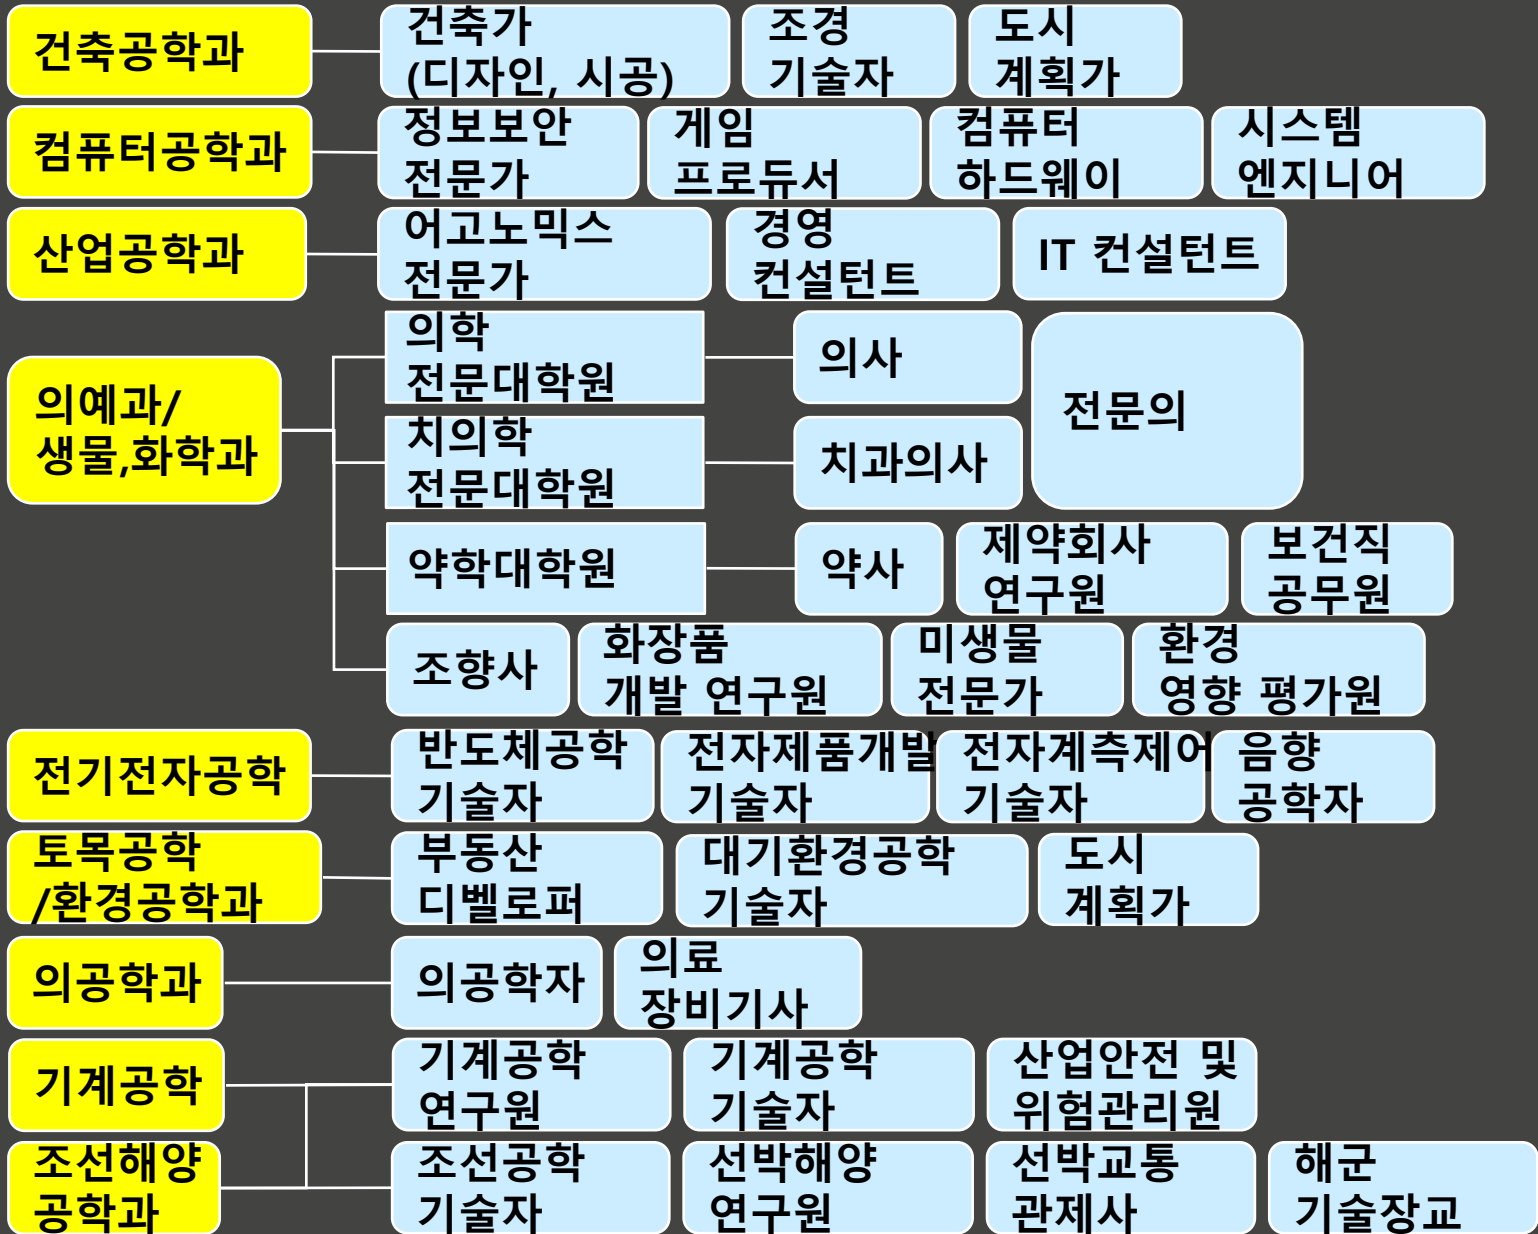 건축공학과
건축가
(디자인, 시공)
조경
기술자
도시
계획가
컴퓨터공학과
정보보안
전문가
게임
프로듀서
컴퓨터
하드웨이
시스템
엔지니어
산업공학과
어고노믹스
전문가
경영
컨설턴트
IT 컨설턴트
의예과/
생물,화학과
의학
전문대학원
의사
전문의
치의학
전문대학원
치과의사
약학대학원
약사
제약회사
연구원
보건직
공무원
조향사
화장품
개발 연구원
미생물
전문가
환경
영향 평가원
전기전자공학
반도체공학
기술자
전자제품개발
기술자
전자계측제어
기술자
음향
공학자
토목공학
/환경공학과
부동산
디벨로퍼
대기환경공학
기술자
도시
계획가
의공학과
의공학자
의료
장비기사
기계공학
기계공학
연구원
기계공학
기술자
산업안전 및
위험관리원
조선해양
공학과
조선공학
기술자
선박해양
연구원
선박교통
관제사
해군
기술장교